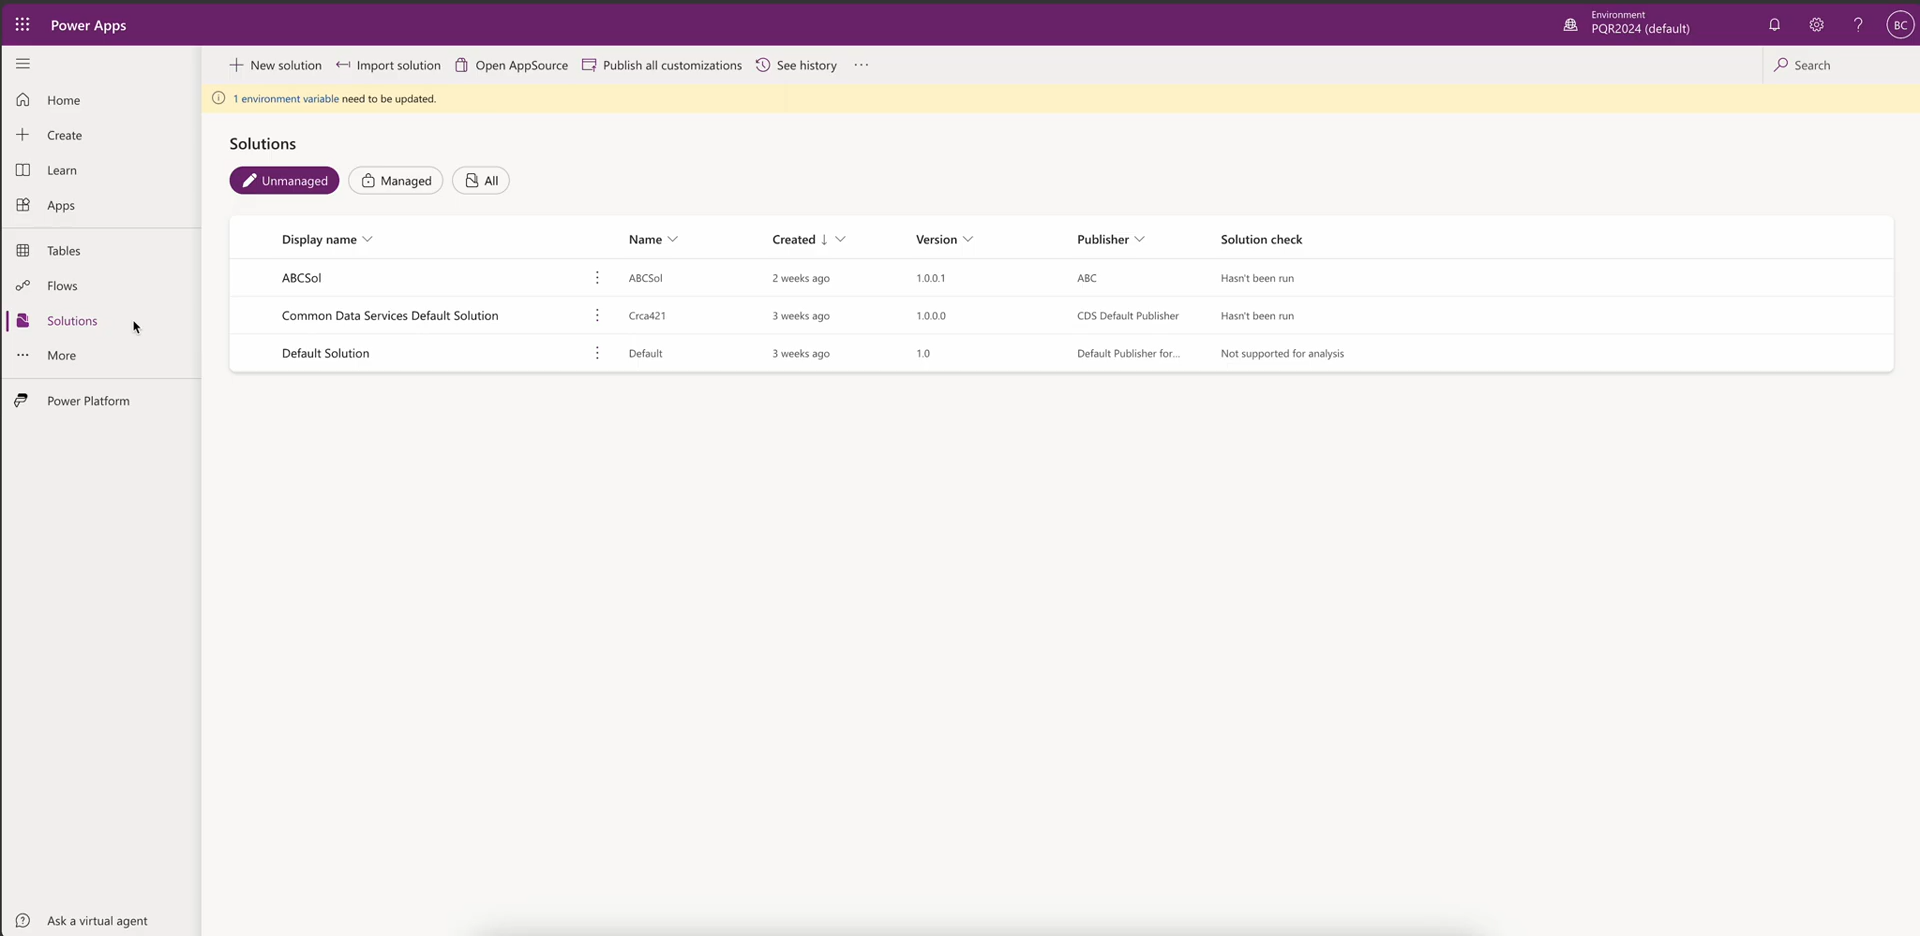 Power Apps
Environment
PQR2024 (default)
BC
New solution
Import solution
Open AppSource
Publish all customizations
See history
Search
Home
Create
Learn
Apps
Tables
Flows
Solutions
More
Power Platform
Ask a virtual agent
1 environment variable need to be updated.
Solutions
Unmanaged
Managed
All
Display name Name Created Version Publisher Solution check
ABCSol ABCSol 2 weeks ago 1.0.0.1 ABC Hasn't been run
Common Data Services Default Solution Crca421 3 weeks ago 1.0.0.0 CDS Default Publisher Hasn't been run
Default Solution Default 3 weeks ago 1.0 Default Publisher for... Not supported for analysis